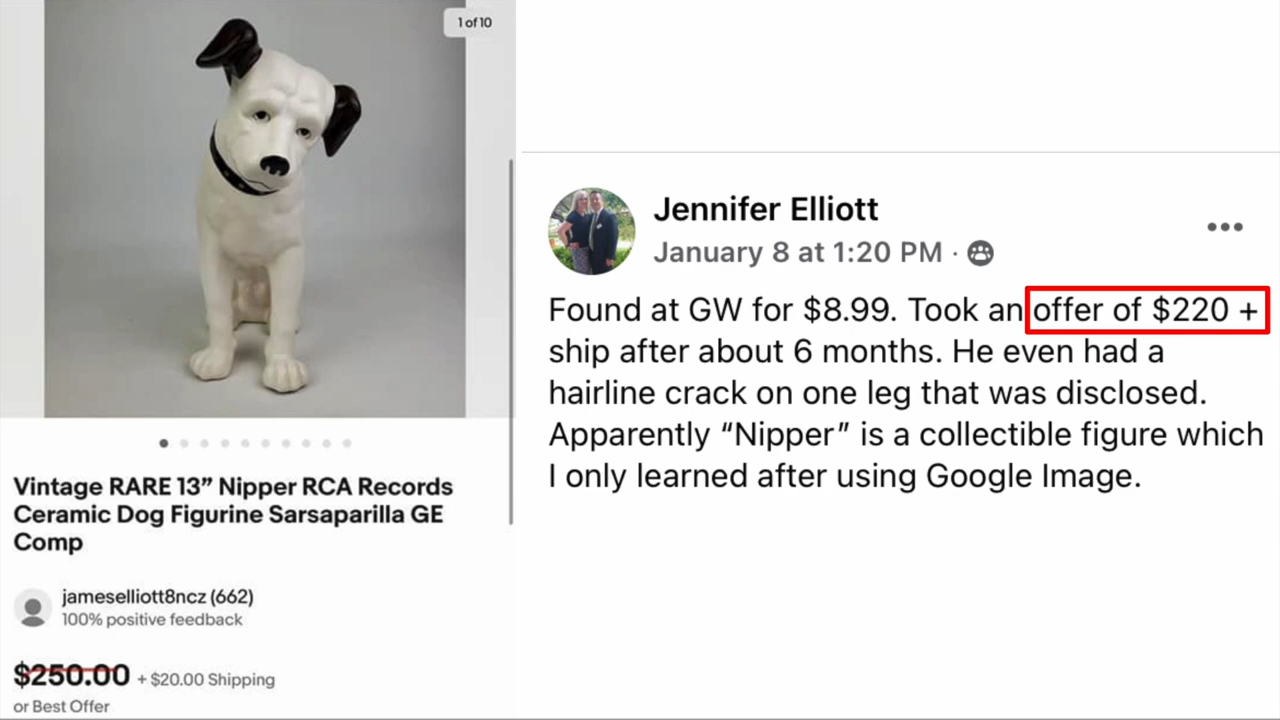 1 of 10
Vintage RARE 13” Nipper RCA Records
Ceramic Dog Figurine Sarsaparilla GE
Comp
jameselliott8ncz (662)
100% positive feedback
$250.00 + $20.00 Shipping
or Best Offer
Jennifer Elliott
January 8 at 1:20 PM ·
Found at GW for $8.99. Took an offer of $220 +
ship after about 6 months. He even had a
hairline crack on one leg that was disclosed.
Apparently “Nipper” is a collectible figure which
I only learned after using Google Image.